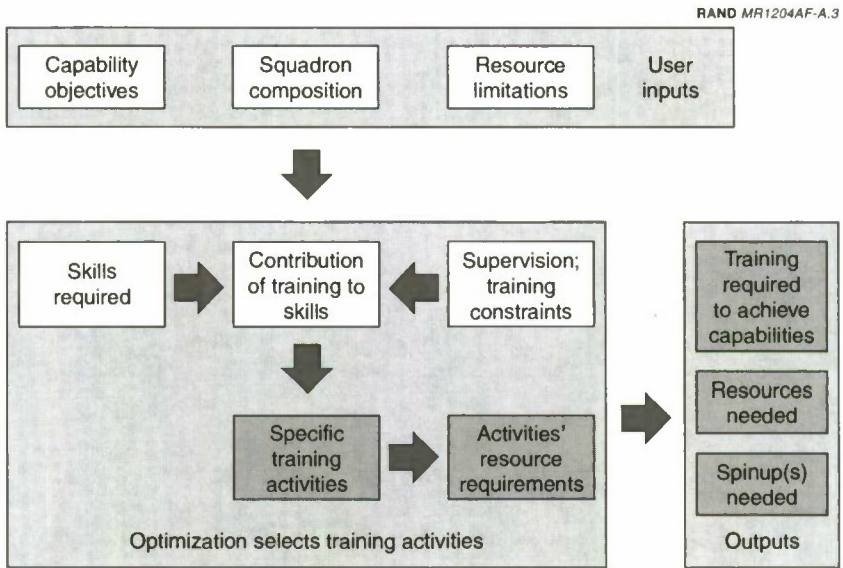 RAND MR1204AF-A.3
Capability
objectives
Squadron
composition
Resource
limitations
User
inputs
Skills
required
Contribution
of training to
skills
Supervision;
training
constraints
Specific
training
activities
Activities'
resource
requirements
Optimization selects training activities
Training
required
to achieve
capabilities
Resources
needed
Spinup(s)
needed
Outputs